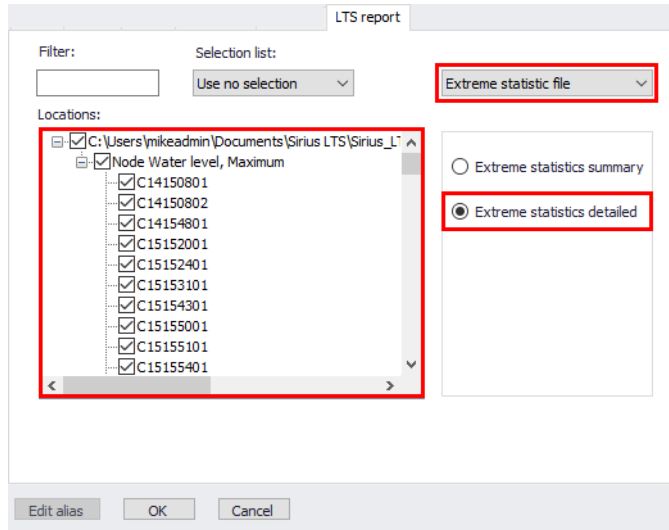 LTS report
Filter:
Selection list:
Use no selection
Extreme statistic file
Locations:
C:\Users\mikeadmin\Documents\Sirius LTS\Sirius_LT
Node Water level, Maximum
C14150801
C14150802
C14154801
C15152001
C15152401
C15153101
C15154301
C15155001
C15155101
C15155401
Extreme statistics summary
Extreme statistics detailed
Edit alias
OK
Cancel